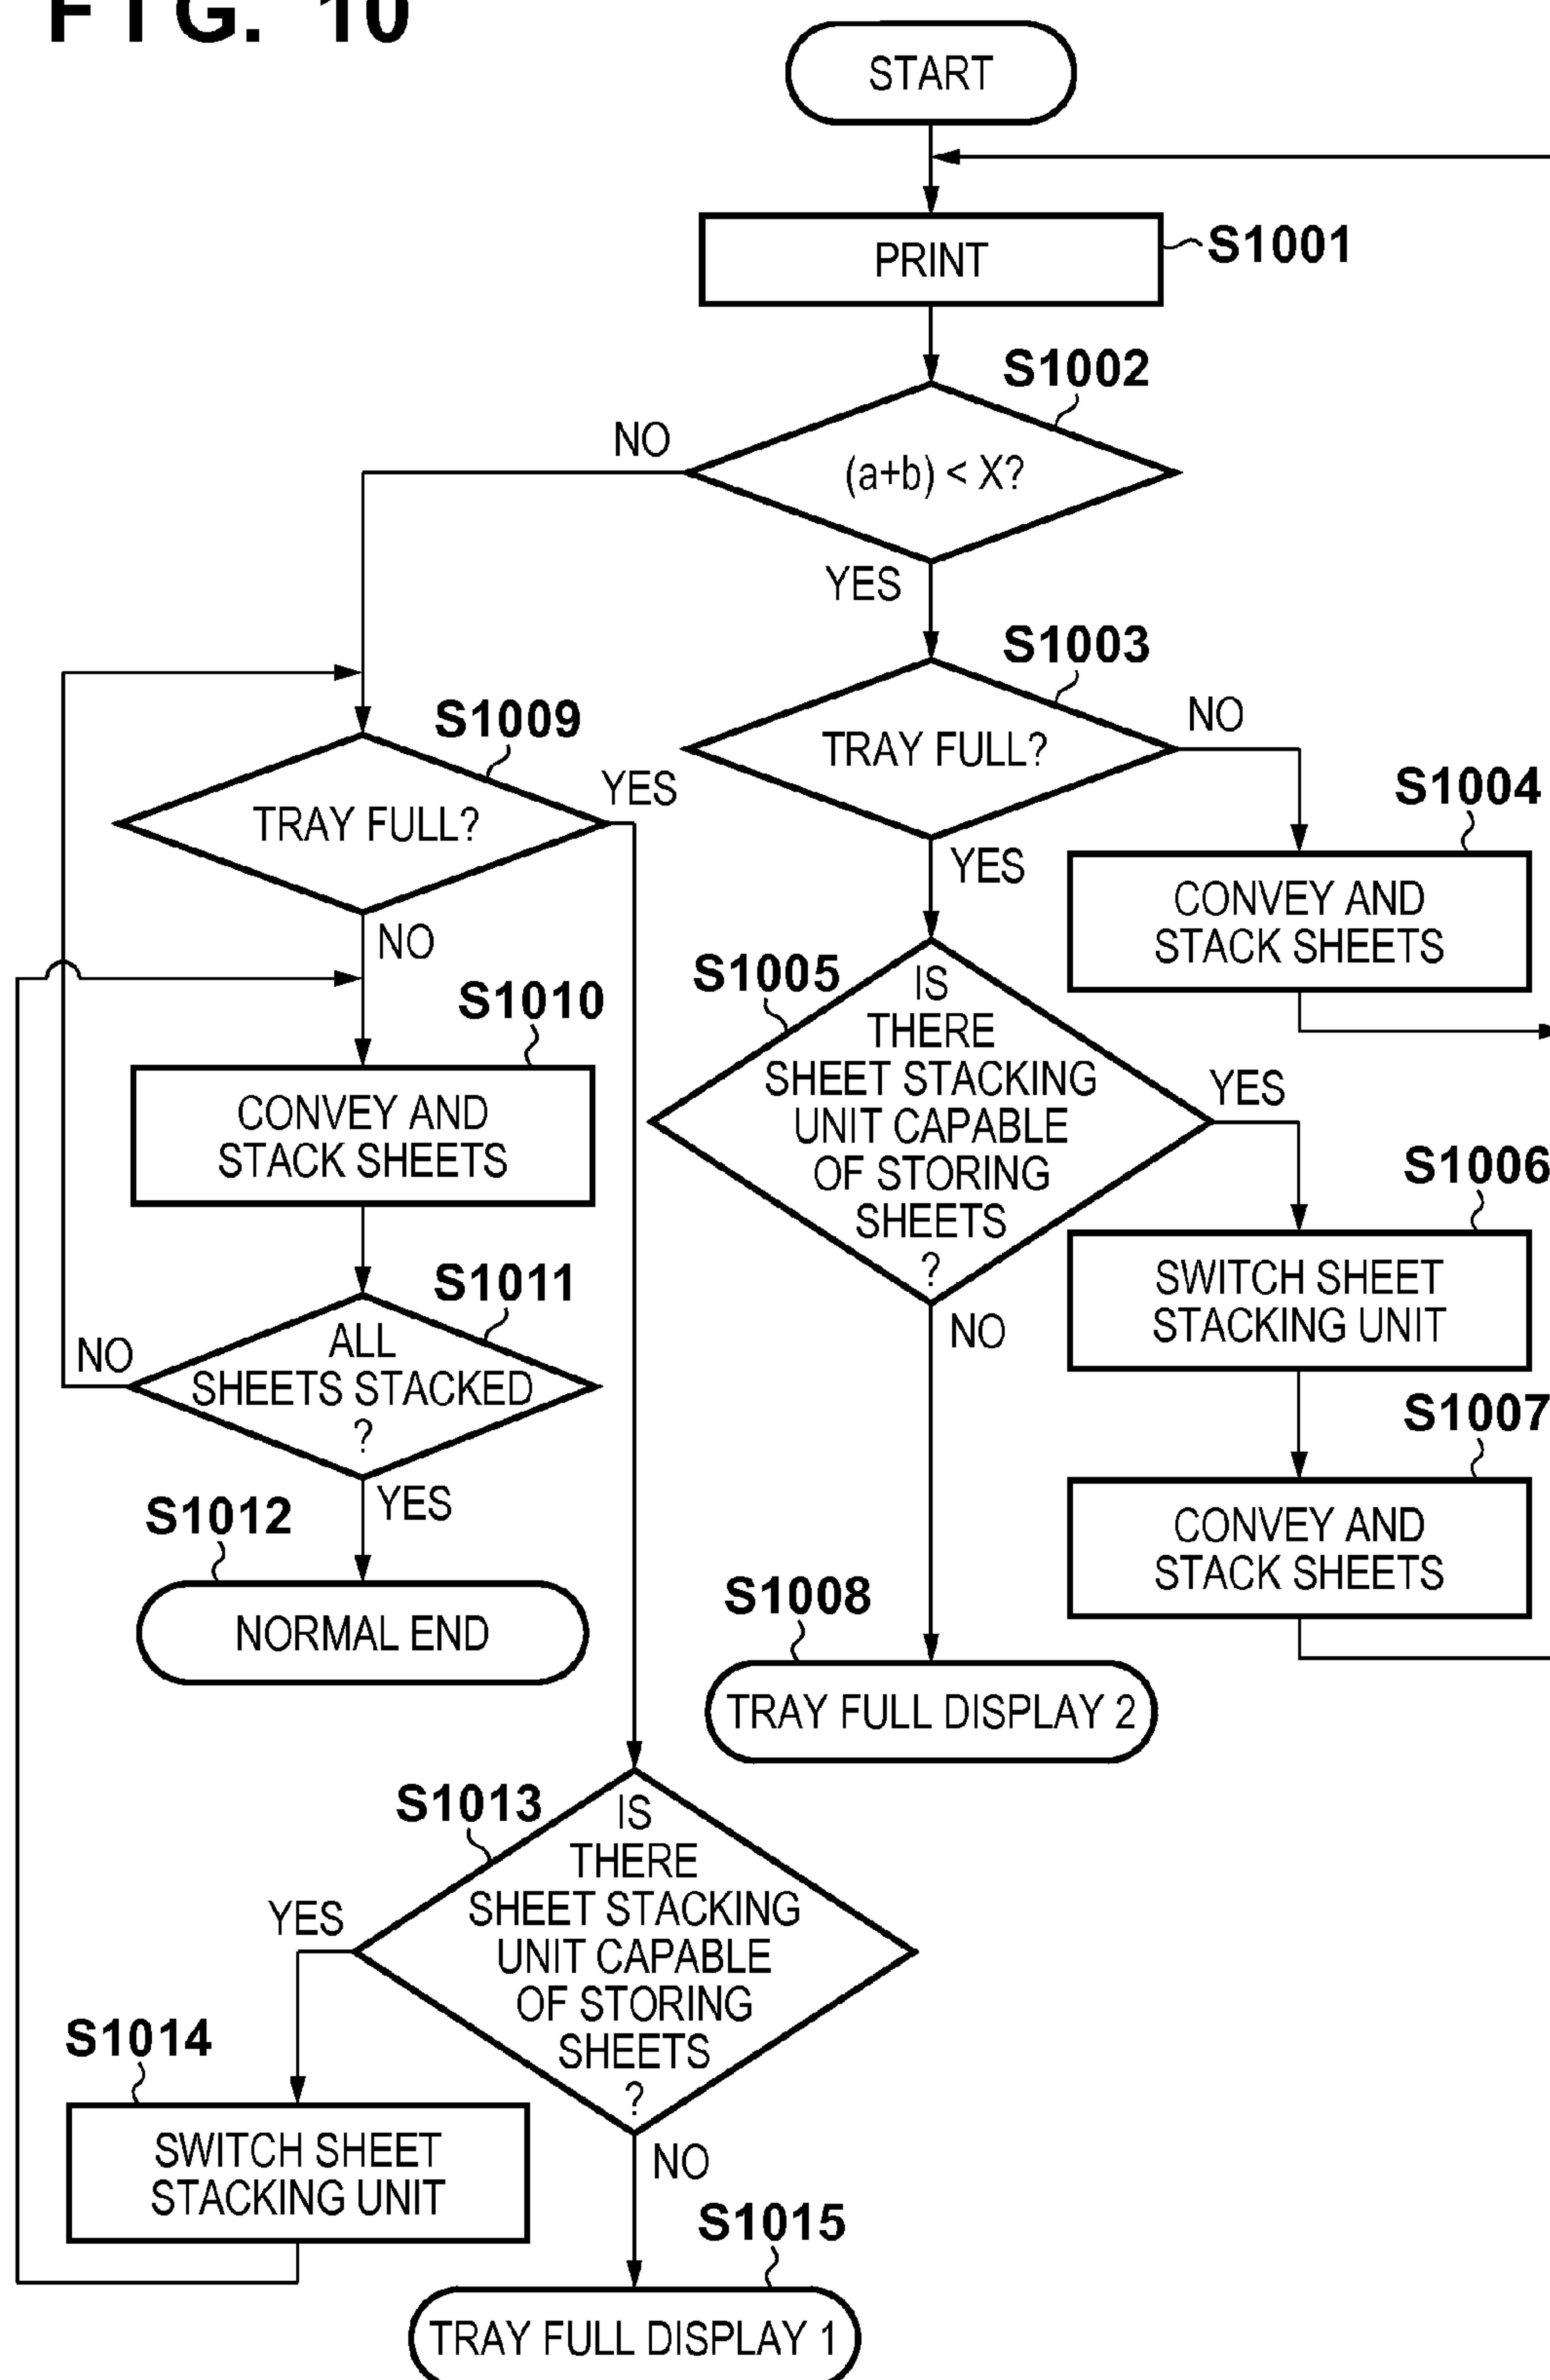 FIG. 10
START
PRINT
S1001
S1002
NO
(a+b) < X?
YES
S1003
NO
TRAY FULL?
S1009
YES
TRAY FULL?
S1004
YES
CONVEY AND
STACK SHEETS
NO
S1005
IS
THERE
SHEET STACKING
UNIT CAPABLE
OF STORING
SHEETS
?
YES
S1010
CONVEY AND
STACK SHEETS
S1006
SWITCH SHEET
STACKING UNIT
NO
S1011
NO
ALL
SHEETS STACKED
?
YES
S1007
CONVEY AND
STACK SHEETS
S1012
NORMAL END
S1008
TRAY FULL DISPLAY 2
S1013
IS
THERE
SHEET STACKING
UNIT CAPABLE
OF STORING
SHEETS
?
YES
S1014
SWITCH SHEET
STACKING UNIT
NO
S1015
TRAY FULL DISPLAY 1